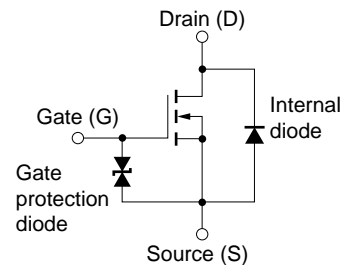 Drain (D)
Gate (G)
Internal
diode
Gate
protection
diode
Source (S)